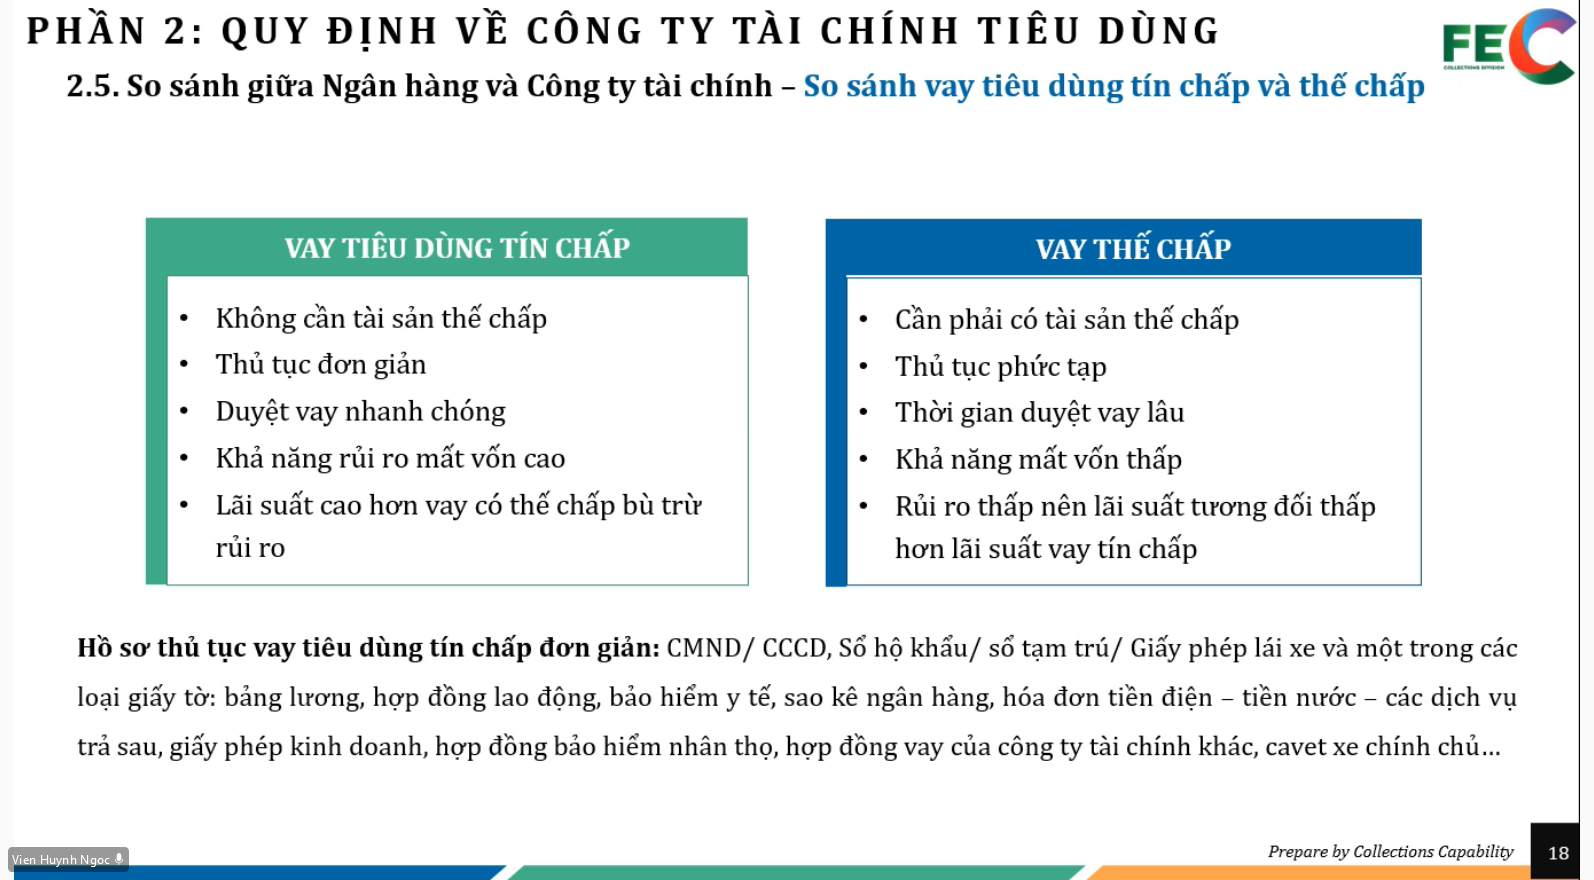 PHẦN 2: QUY ĐỊNH VỀ CÔNG TY TÀI CHÍNH TIÊU DÙNG
FEC
COLLECTIONS DIVISION
2.5. So sánh giữa Ngân hàng và Công ty tài chính – So sánh vay tiêu dùng tín chấp và thế chấp
VAY TIÊU DÙNG TÍN CHẤP
• Không cần tài sản thế chấp
• Thủ tục đơn giản
• Duyệt vay nhanh chóng
• Khả năng rủi ro mất vốn cao
• Lãi suất cao hơn vay có thế chấp bù trừ
rủi ro
VAY THẾ CHẤP
• Cần phải có tài sản thế chấp
• Thủ tục phức tạp
• Thời gian duyệt vay lâu
• Khả năng mất vốn thấp
• Rủi ro thấp nên lãi suất tương đối thấp
hơn lãi suất vay tín chấp
Hồ sơ thủ tục vay tiêu dùng tín chấp đơn giản: CMND/ CCCD, Sổ hộ khẩu/ sổ tạm trú/ Giấy phép lái xe và một trong các
loại giấy tờ: bảng lương, hợp đồng lao động, bảo hiểm y tế, sao kê ngân hàng, hóa đơn tiền điện – tiền nước – các dịch vụ
trả sau, giấy phép kinh doanh, hợp đồng bảo hiểm nhân thọ, hợp đồng vay của công ty tài chính khác, cavet xe chính chủ...
Prepare by Collections Capability
18
Vien Huynh Ngoc